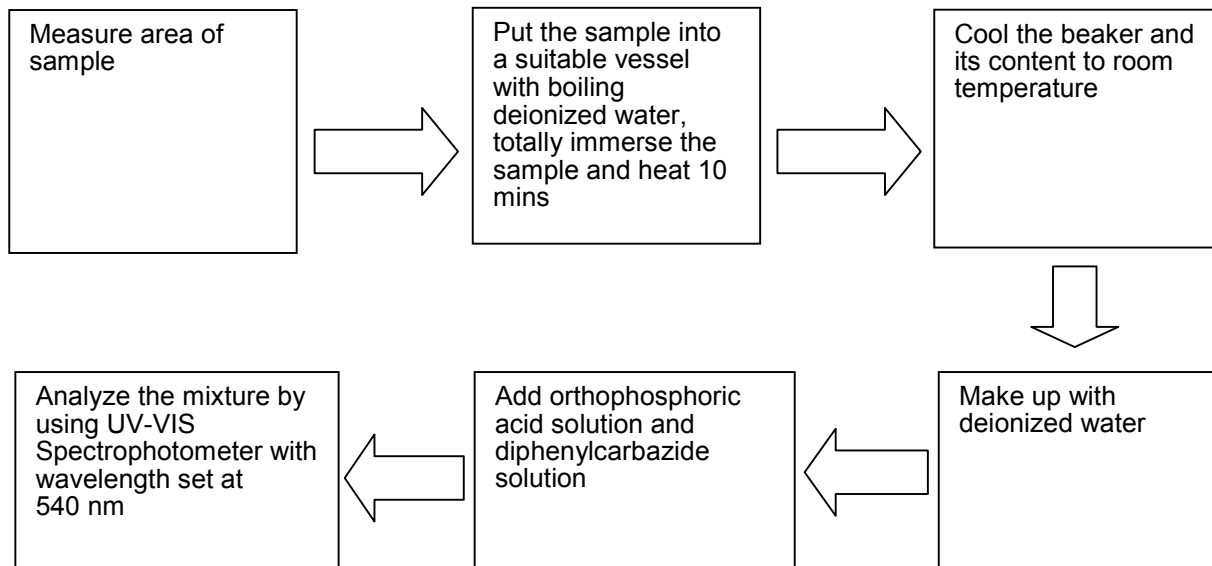 Measure area of
sample
Put the sample into
a suitable vessel
with boiling
deionized water,
totally immerse the
sample and heat 10
mins
Cool the beaker and
its content to room
temperature
Make up with
deionized water
Add orthophosphoric
acid solution and
diphenylcarbazide
solution
Analyze the mixture by
using UV-VIS
Spectrophotometer with
wavelength set at
540 nm